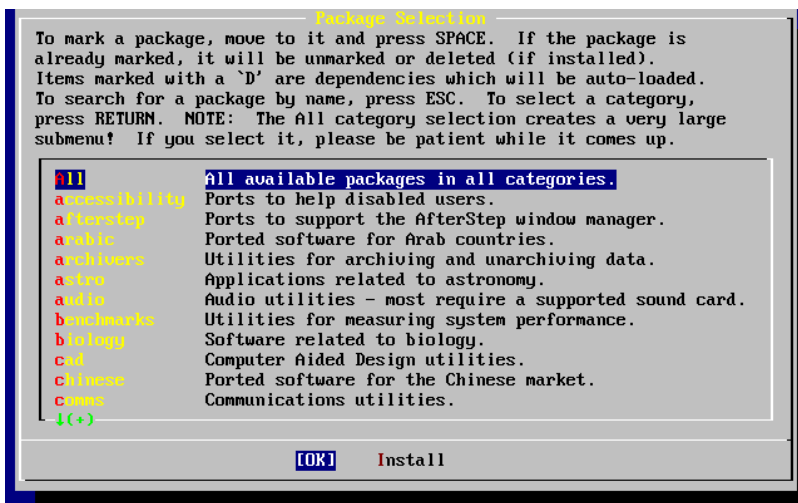 Package Selection
To mark a package, move to it and press SPACE.  If the package is
already marked, it will be unmarked or deleted (if installed).
Items marked with a `D' are dependencies which will be auto-loaded.
To search for a package by name, press ESC.  To select a category,
press RETURN.  NOTE:  The All category selection creates a very large
submenu!  If you select it, please be patient while it comes up.
All All available packages in all categories.
accessibility Ports to help disabled users.
afterstep Ports to support the AfterStep window manager.
arabic Ported software for Arab countries.
archivers Utilities for archiving and unarchiving data.
astro Applications related to astronomy.
audio Audio utilities - most require a supported sound card.
benchmarks Utilities for measuring system performance.
biology Software related to biology.
cad Computer Aided Design utilities.
chinese Ported software for the Chinese market.
comms Communications utilities.
↓(+)
[OK] Install